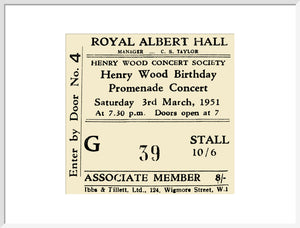 ROYAL ALBERT HALL
MANAGER ... C. S. TAYLOR
HENRY WOOD CONCERT SOCIETY
Henry Wood Birthday
Promenade Concert
Saturday 3rd March, 1951
At 7.30 p.m. Doors open at 7
Enter by Door No. 4
G 39 STALL
10/6
ASSOCIATE MEMBER 8/-
Ibbs & Tillett, Ltd., 124, Wigmore Street, W.1